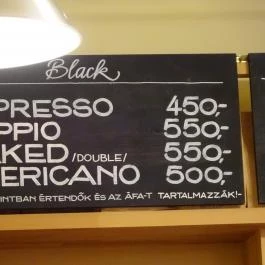 Black
PRESSO 450,-
PPIO 550,-
KED /DOUBLE/ 550,-
ERICANO 500,-
INTBAN ÉRTENDŐK ÉS AZ ÁFA-T TARTALMAZZÁK!-